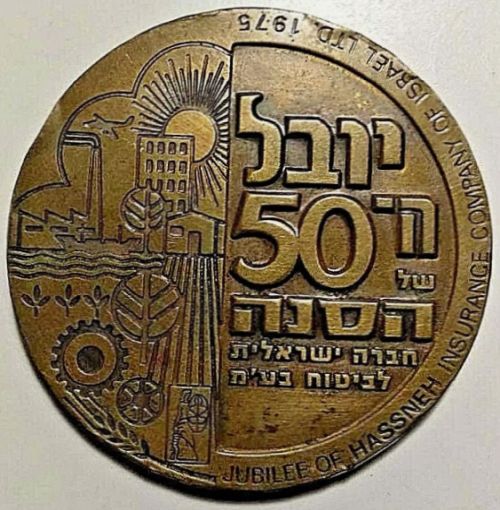 יובל
ה-50
של
הסנה
חברה ישראלית
לביטוח בע״מ
JUBILEE OF HASSNEH INSURANCE COMPANY OF ISRAEL LTD. 1975